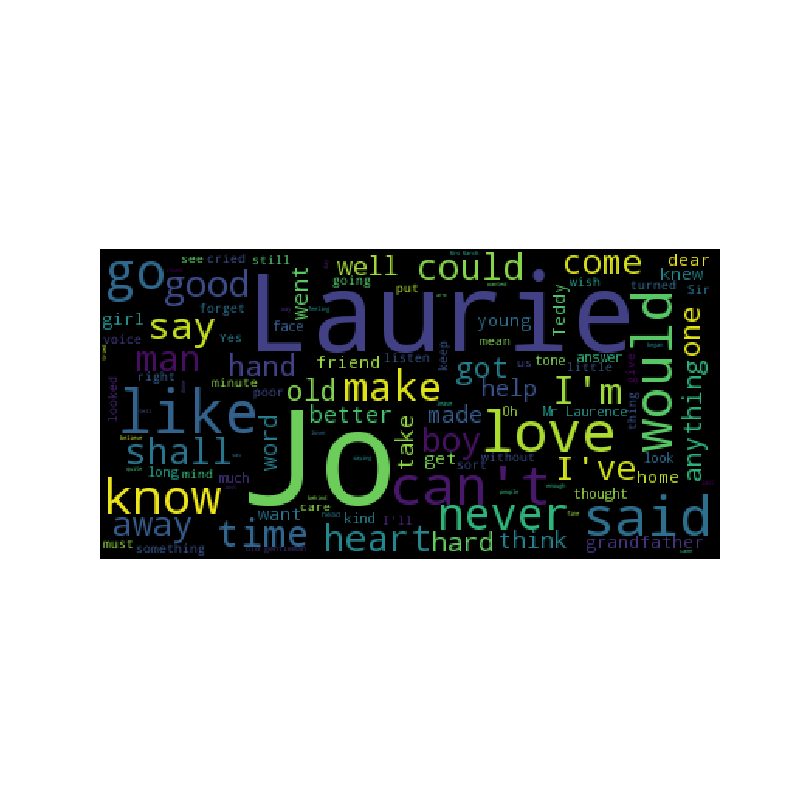 see cried still
go good went well could come dear
going put wish turned knew Sir
forget face Laurie Teddy would one
girl say young
voice Yes mean
man hand friend listen got tone us answer little
right minute poor old make help I'm anything
looked like word better made Oh Mr Laurence thing give
shall Jo take boy love look
long mind much get sort without I've home
know can't thought
away want care kind I'll never said
time heart hard think grandfather
must something
keep